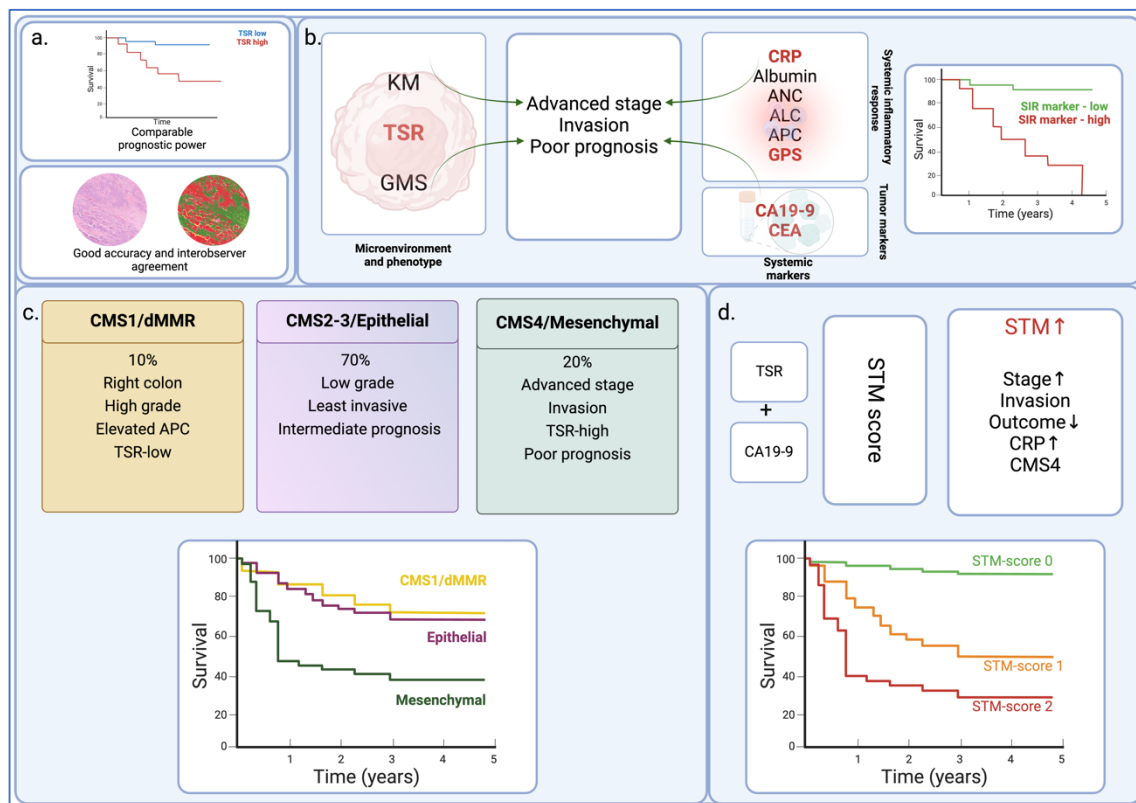 a.
TSR low
TSR high
100
80
60
40
0
Survival
Time
Comparable
prognostic power
Good accuracy and interobserver
agreement
b.
KM
TSR
GMS
Microenvironment
and phenotype
Advanced stage
Invasion
Poor prognosis
CRP
Albumin
ANC
ALC
APC
GPS
Systemic inflammatory
response
CA19-9
CEA
Tumor markers
Systemic
markers
100
80
60
40
20
0
Survival
SIR marker - low
SIR marker - high
1 2 3 4 5
Time (years)
c.
CMS1/dMMR
10%
Right colon
High grade
Elevated APC
TSR-low
CMS2-3/Epithelial
70%
Low grade
Least invasive
Intermediate prognosis
CMS4/Mesenchymal
20%
Advanced stage
Invasion
TSR-high
Poor prognosis
100
80
60
40
20
0
Survival
CMS1/dMMR
Epithelial
Mesenchymal
1 2 3 4 5
Time (years)
d.
TSR
+
CA19-9
STM score
STM↑
Stage↑
Invasion
Outcome↓
CRP↑
CMS4
100
80
60
40
20
0
Survival
STM-score 0
STM-score 1
STM-score 2
1 2 3 4 5
Time (years)